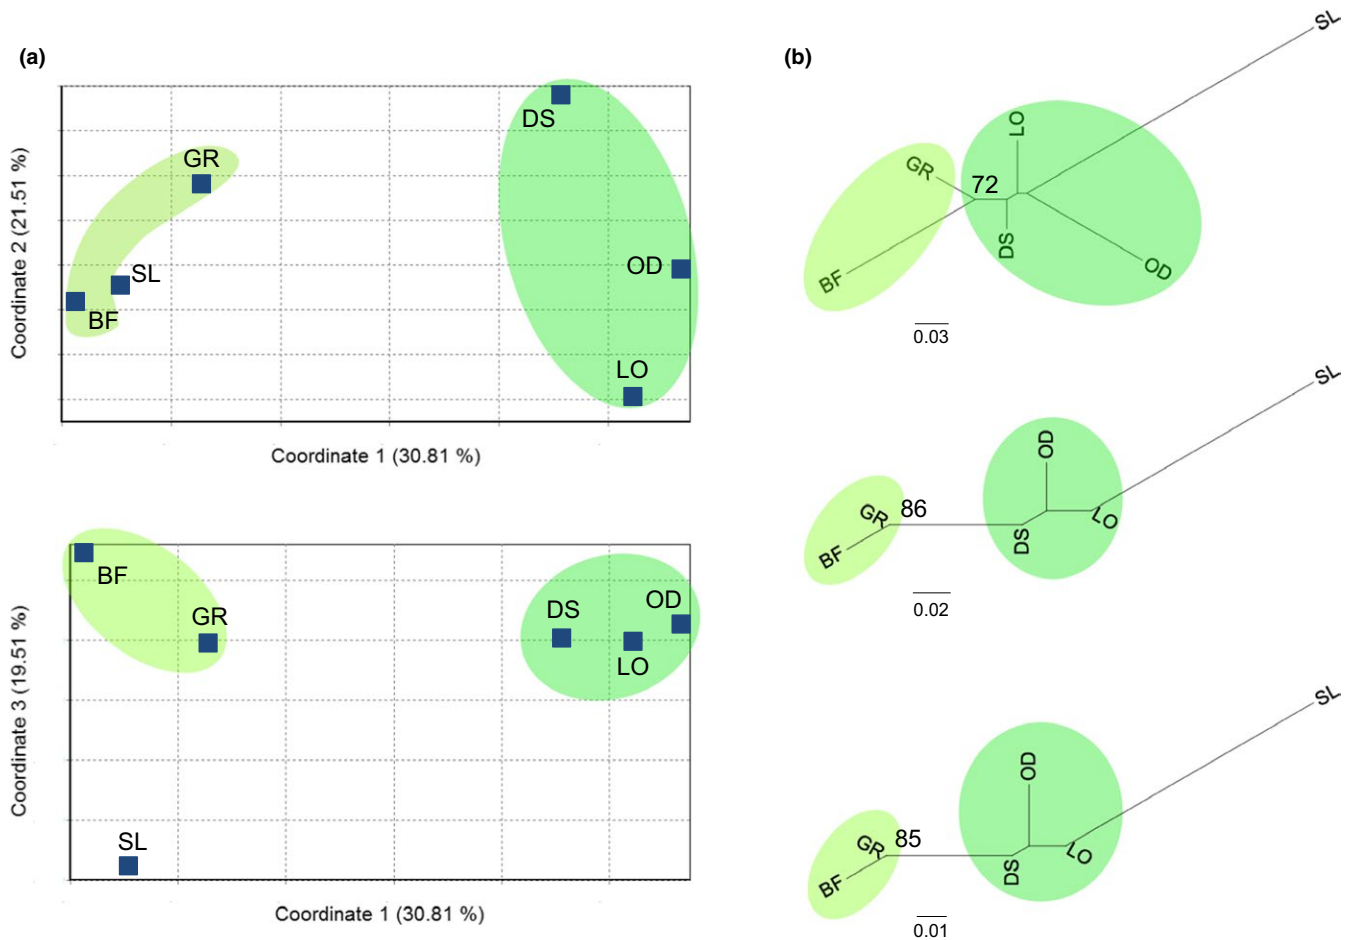 (a)
DS
GR
OD
SL
BF
LO
Coordinate 2 (21.51 %)
Coordinate 1 (30.81 %)
BF
GR
DS
OD
LO
SL
Coordinate 3 (19.51 %)
Coordinate 1 (30.81 %)
(b)
SL
LO
GR
72
DS
OD
BF
0.03
SL
OD
86
GR
LO
DS
BF
0.02
SL
OD
85
GR
LO
DS
BF
0.01